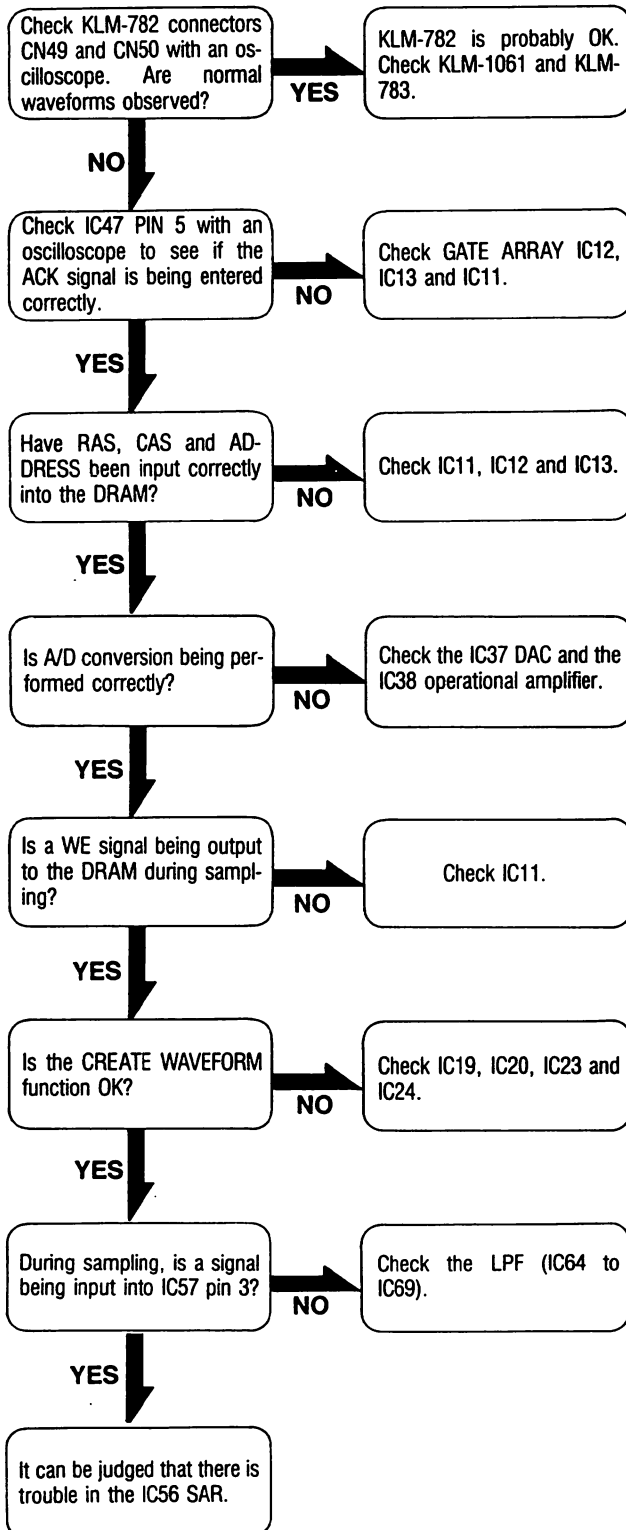 Check KLM-782 connectors
CN49 and CN50 with an os-
cilloscope. Are normal
waveforms observed?
YES
KLM-782 is probably OK.
Check KLM-1061 and KLM-
783.
NO
Check IC47 PIN 5 with an
oscilloscope to see if the
ACK signal is being entered
correctly.
NO
Check GATE ARRAY IC12,
IC13 and IC11.
YES
Have RAS, CAS and AD-
DRESS been input correctly
into the DRAM?
NO
Check IC11, IC12 and IC13.
YES
Is A/D conversion being per-
formed correctly?
NO
Check the IC37 DAC and the
IC38 operational amplifier.
YES
Is a WE signal being output
to the DRAM during sampl-
ing?
NO
Check IC11.
YES
Is the CREATE WAVEFORM
function OK?
NO
Check IC19, IC20, IC23 and
IC24.
YES
During sampling, is a signal
being input into IC57 pin 3?
NO
Check the LPF (IC64 to
IC69).
YES
It can be judged that there is
trouble in the IC56 SAR.